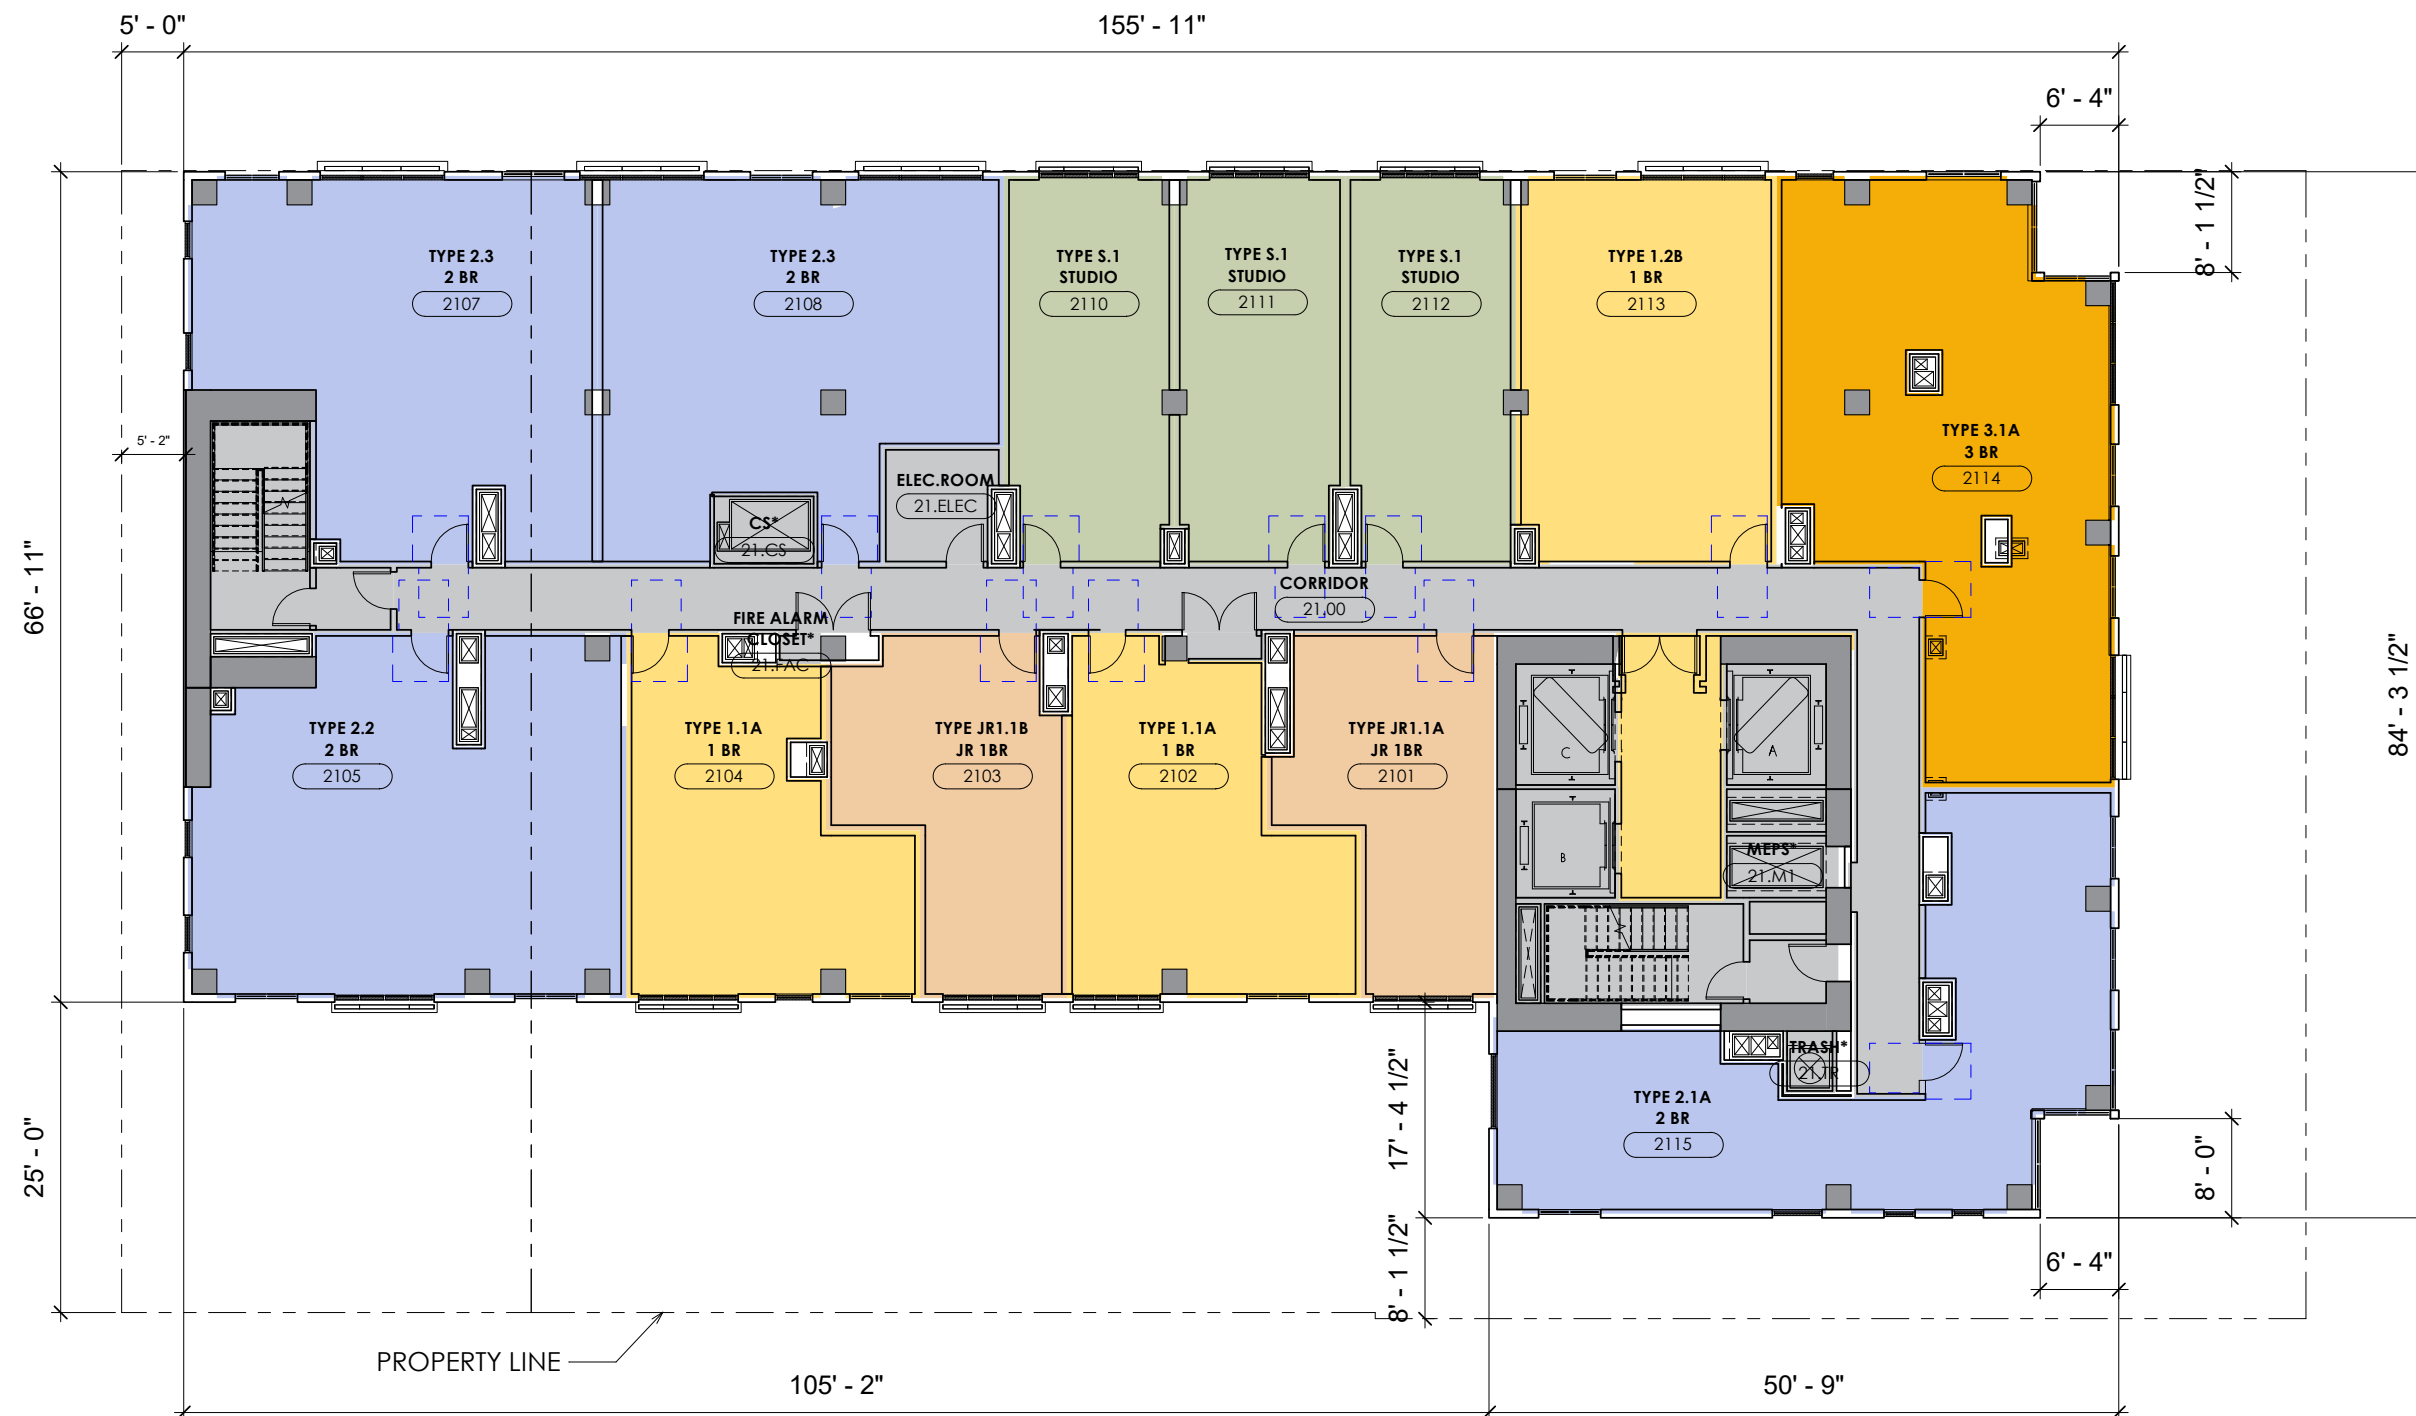 5' - 0"
155' - 11"
6' - 4"
8' - 1 1/2"
TYPE 2.3
2 BR
2107
TYPE 2.3
2 BR
2108
TYPE S.1
STUDIO
2110
TYPE S.1
STUDIO
2111
TYPE S.1
STUDIO
2112
TYPE 1.2B
1 BR
2113
TYPE 3.1A
3 BR
2114
5' - 2"
ELEC.ROOM
21.ELEC
CS*
21.CS
66' - 11"
CORRIDOR
21.00
FIRE ALARM
CLOSET*
21.FAC
84' - 3 1/2"
TYPE 2.2
2 BR
2105
TYPE 1.1A
1 BR
2104
TYPE JR1.1B
JR 1BR
2103
TYPE 1.1A
1 BR
2102
TYPE JR1.1A
JR 1BR
2101
C
A
B
MEPS*
21.M1
TRASH*
21.TR
TYPE 2.1A
2 BR
2115
25' - 0"
17' - 4 1/2"
8' - 1 1/2"
8' - 0"
6' - 4"
PROPERTY LINE
105' - 2"
50' - 9"